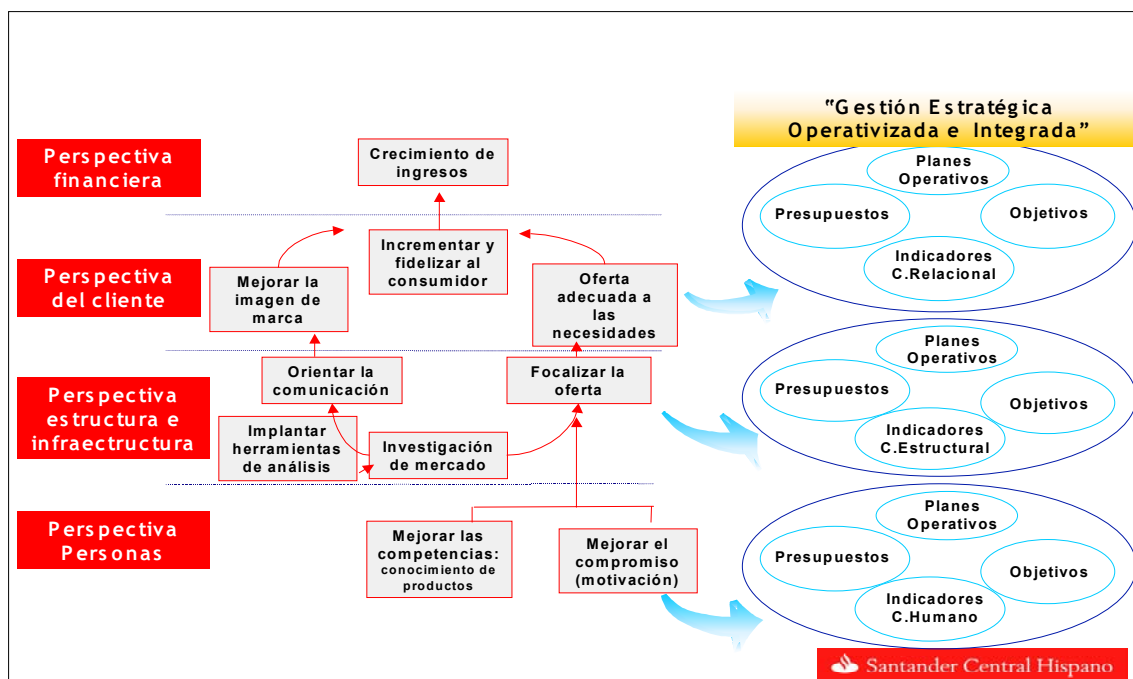 “Gestión Estratégica
Operativizada e Integrada”
Perspectiva
financiera
Crecimiento de
ingresos
Planes
Operativos
Presupuestos
Objetivos
Indicadores
C.Relacional
Perspectiva
del cliente
Mejorar la
imagen de
marca
Incrementar y
fidelizar al
consumidor
Oferta
adecuada a
las
necesidades
Perspectiva
estructura e
infraectructura
Orientar la
comunicación
Focalizar la
oferta
Implantar
herramientas
de análisis
Investigación
de mercado
Planes
Operativos
Presupuestos
Objetivos
Indicadores
C.Estructural
Perspectiva
Personas
Mejorar las
competencias:
conocimiento de
productos
Mejorar el
compromiso
(motivación)
Planes
Operativos
Presupuestos
Objetivos
Indicadores
C.Humano
Santander Central Hispano